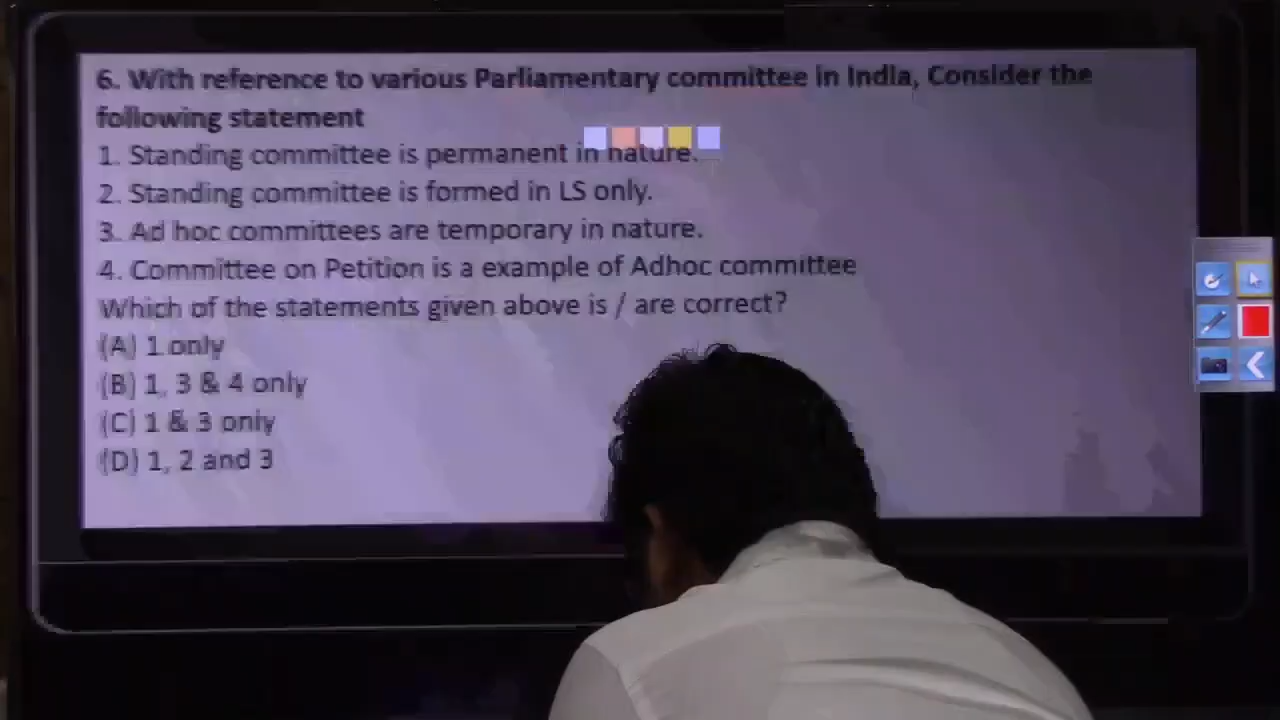 6. With reference to various Parliamentary committee in India, Consider the
following statement
1. Standing committee is permanent in nature.
2. Standing committee is formed in LS only.
3. Ad hoc committees are temporary in nature.
4. Committee on Petition is a example of Adhoc committee
Which of the statements given above is / are correct?
(A) 1 only
(B) 1, 3 & 4 only
(C) 1 & 3 only
(D) 1, 2 and 3